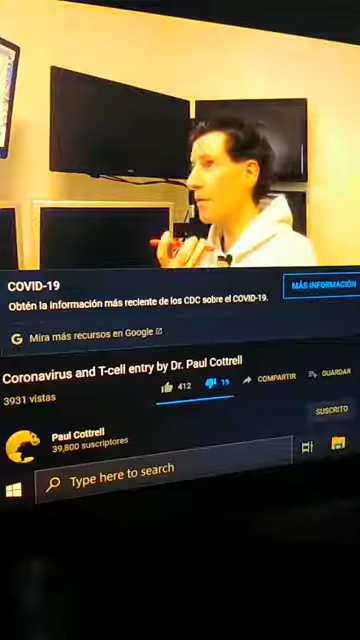 COVID-19
MÁS INFORMACIÓN
Obtén la información más reciente de los CDC sobre el COVID-19.
G Mira más recursos en Google
Coronavirus and T-cell entry by Dr. Paul Cottrell
3931 vistas
412
19
COMPARTIR
GUARDAR
Paul Cottrell
39,800 suscriptores
SUSCRITO
Type here to search